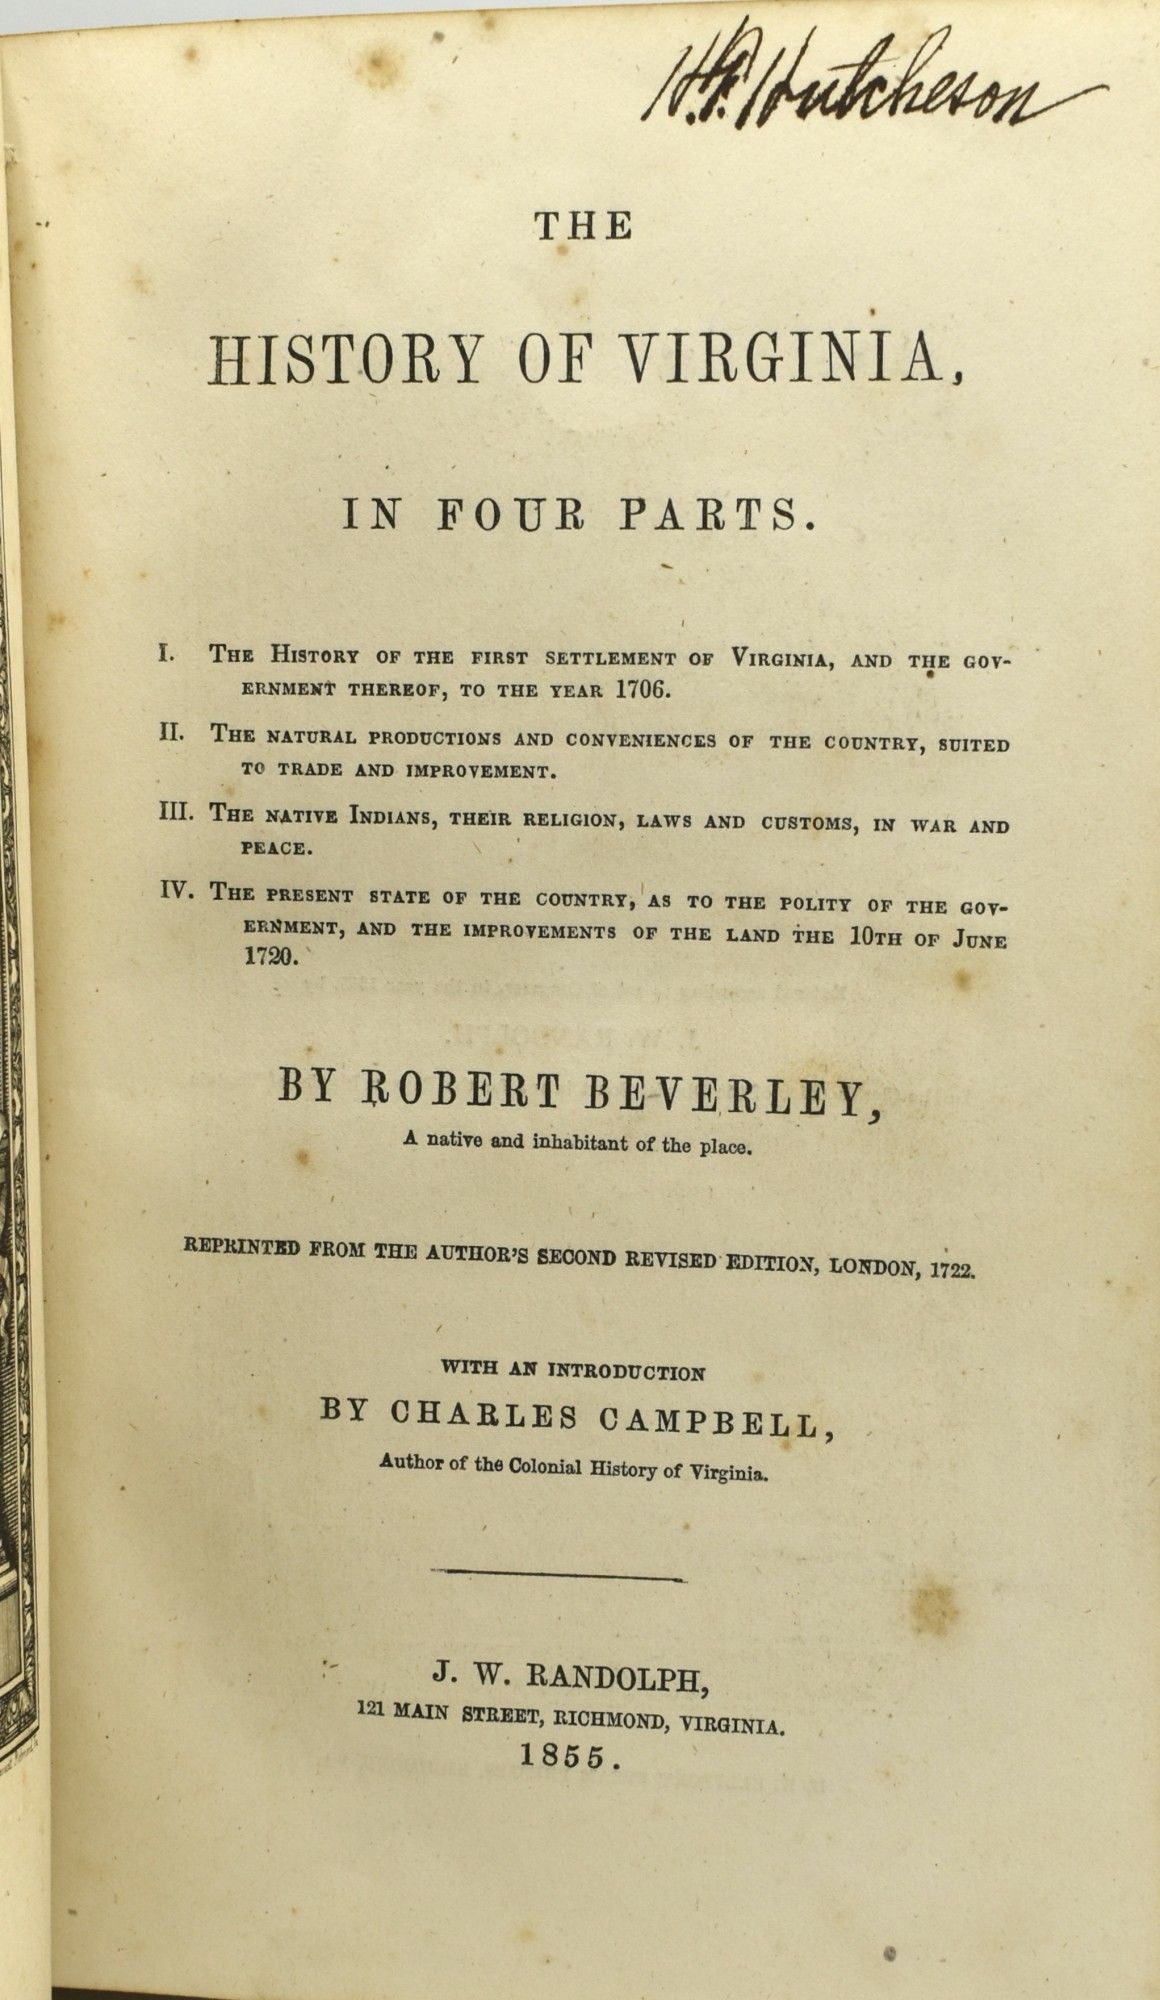 H.F. Hutcheson
THE
HISTORY OF VIRGINIA,
IN FOUR PARTS.
I. THE HISTORY OF THE FIRST SETTLEMENT OF VIRGINIA, AND THE GOV-
ERNMENT THEREOF, TO THE YEAR 1706.
II. THE NATURAL PRODUCTIONS AND CONVENIENCES OF THE COUNTRY, SUITED
TO TRADE AND IMPROVEMENT.
III. THE NATIVE INDIANS, THEIR RELIGION, LAWS AND CUSTOMS, IN WAR AND
PEACE.
IV. THE PRESENT STATE OF THE COUNTRY, AS TO THE POLITY OF THE GOV-
ERNMENT, AND THE IMPROVEMENTS OF THE LAND THE 10TH OF JUNE
1720.
BY ROBERT BEVERLEY,
A native and inhabitant of the place.
REPRINTED FROM THE AUTHOR'S SECOND REVISED EDITION, LONDON, 1722.
WITH AN INTRODUCTION
BY CHARLES CAMPBELL,
Author of the Colonial History of Virginia.
J. W. RANDOLPH,
121 MAIN STREET, RICHMOND, VIRGINIA.
1855.